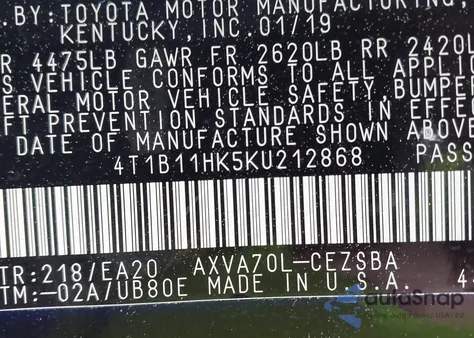 .BY:TOYOTA MOTOR MANUFACTURING,
KENTUCKY,INC.01/19
R 4475LB GAWR FR 2620LB RR 2420L
S VEHICLE CONFORMS TO ALL APPLIC
ERAL MOTOR VEHICLE SAFETY,BUMPER
FT PREVENTION STANDARDS IN EFFE
DATE OF MANUFACTURE SHOWN ABOVE
4T1B11HK5KU212868 PASS
TR:218/EA20 AXVA70L-CEZSBA
TM:-02A/UB80E MADE IN U.S.A. 4
autoSnap